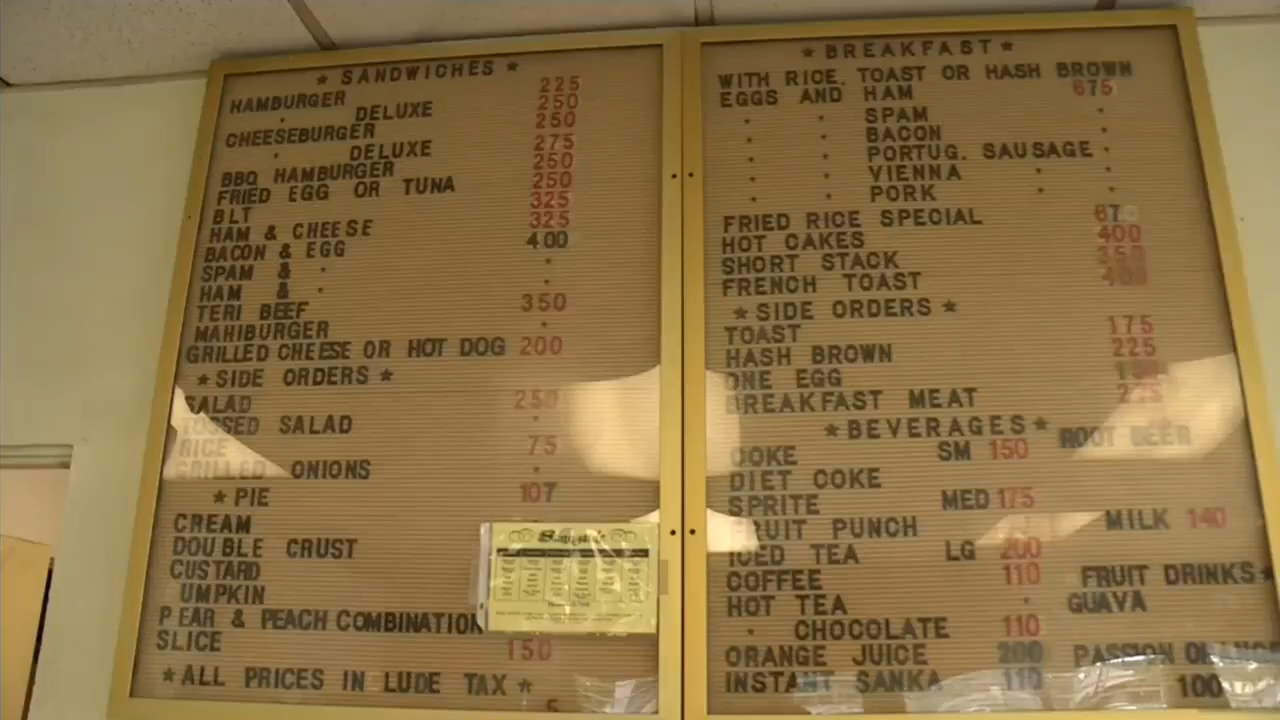 ★ SANDWICHES ★
HAMBURGER 225
" DELUXE 250
CHEESEBURGER 250
" DELUXE 275
BBQ HAMBURGER 250
FRIED EGG OR TUNA 250
BLT 325
HAM & CHEESE 325
BACON & EGG 400
SPAM & " "
HAM & " "
TERI BEEF 350
MAHIBURGER "
GRILLED CHEESE OR HOT DOG 200
★ SIDE ORDERS ★
SALAD 250
TOSSED SALAD "
RICE 75
GRILLED ONIONS "
★ PIE 107
CREAM
DOUBLE CRUST
CUSTARD
UMPKIN
P EAR & PEACH COMBINATION
SLICE 150
★ ALL PRICES IN LUDE TAX ★
★ BREAKFAST ★
WITH RICE, TOAST OR HASH BROWN
EGGS AND HAM 675
" " SPAM "
" " BACON "
" " PORTUG. SAUSAGE "
" " VIENNA " "
" " PORK " "
FRIED RICE SPECIAL 67
HOT CAKES 400
SHORT STACK 350
FRENCH TOAST 400
★ SIDE ORDERS ★
TOAST 175
HASH BROWN 225
ONE EGG
BREAKFAST MEAT
★ BEVERAGES ★
COKE SM 150 ROOT BEER
DIET COKE
SPRITE MED 175
FRUIT PUNCH MILK 140
ICED TEA LG 200
COFFEE 110 FRUIT DRINKS ★
HOT TEA " GUAVA
" CHOCOLATE 110
ORANGE JUICE 200 PASSION ORANGE
INSTANT SANKA 110 100